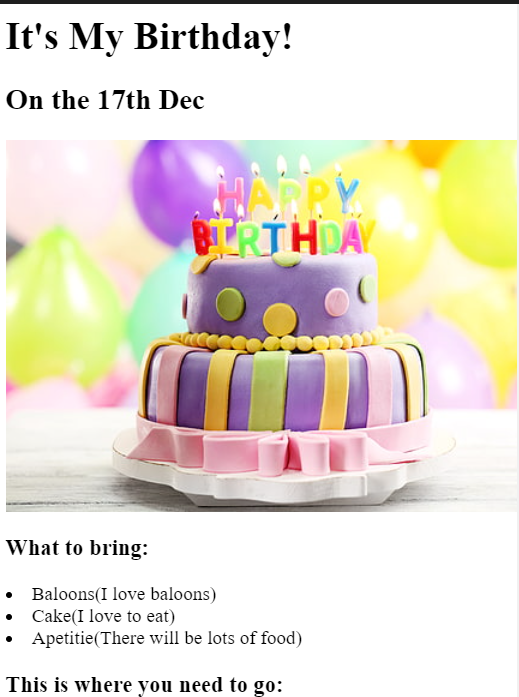 It's My Birthday!
On the 17th Dec
HAPPY
BIRTHDAY
What to bring:
Baloons(I love baloons)
Cake(I love to eat)
Apetitie(There will be lots of food)
This is where you need to go: